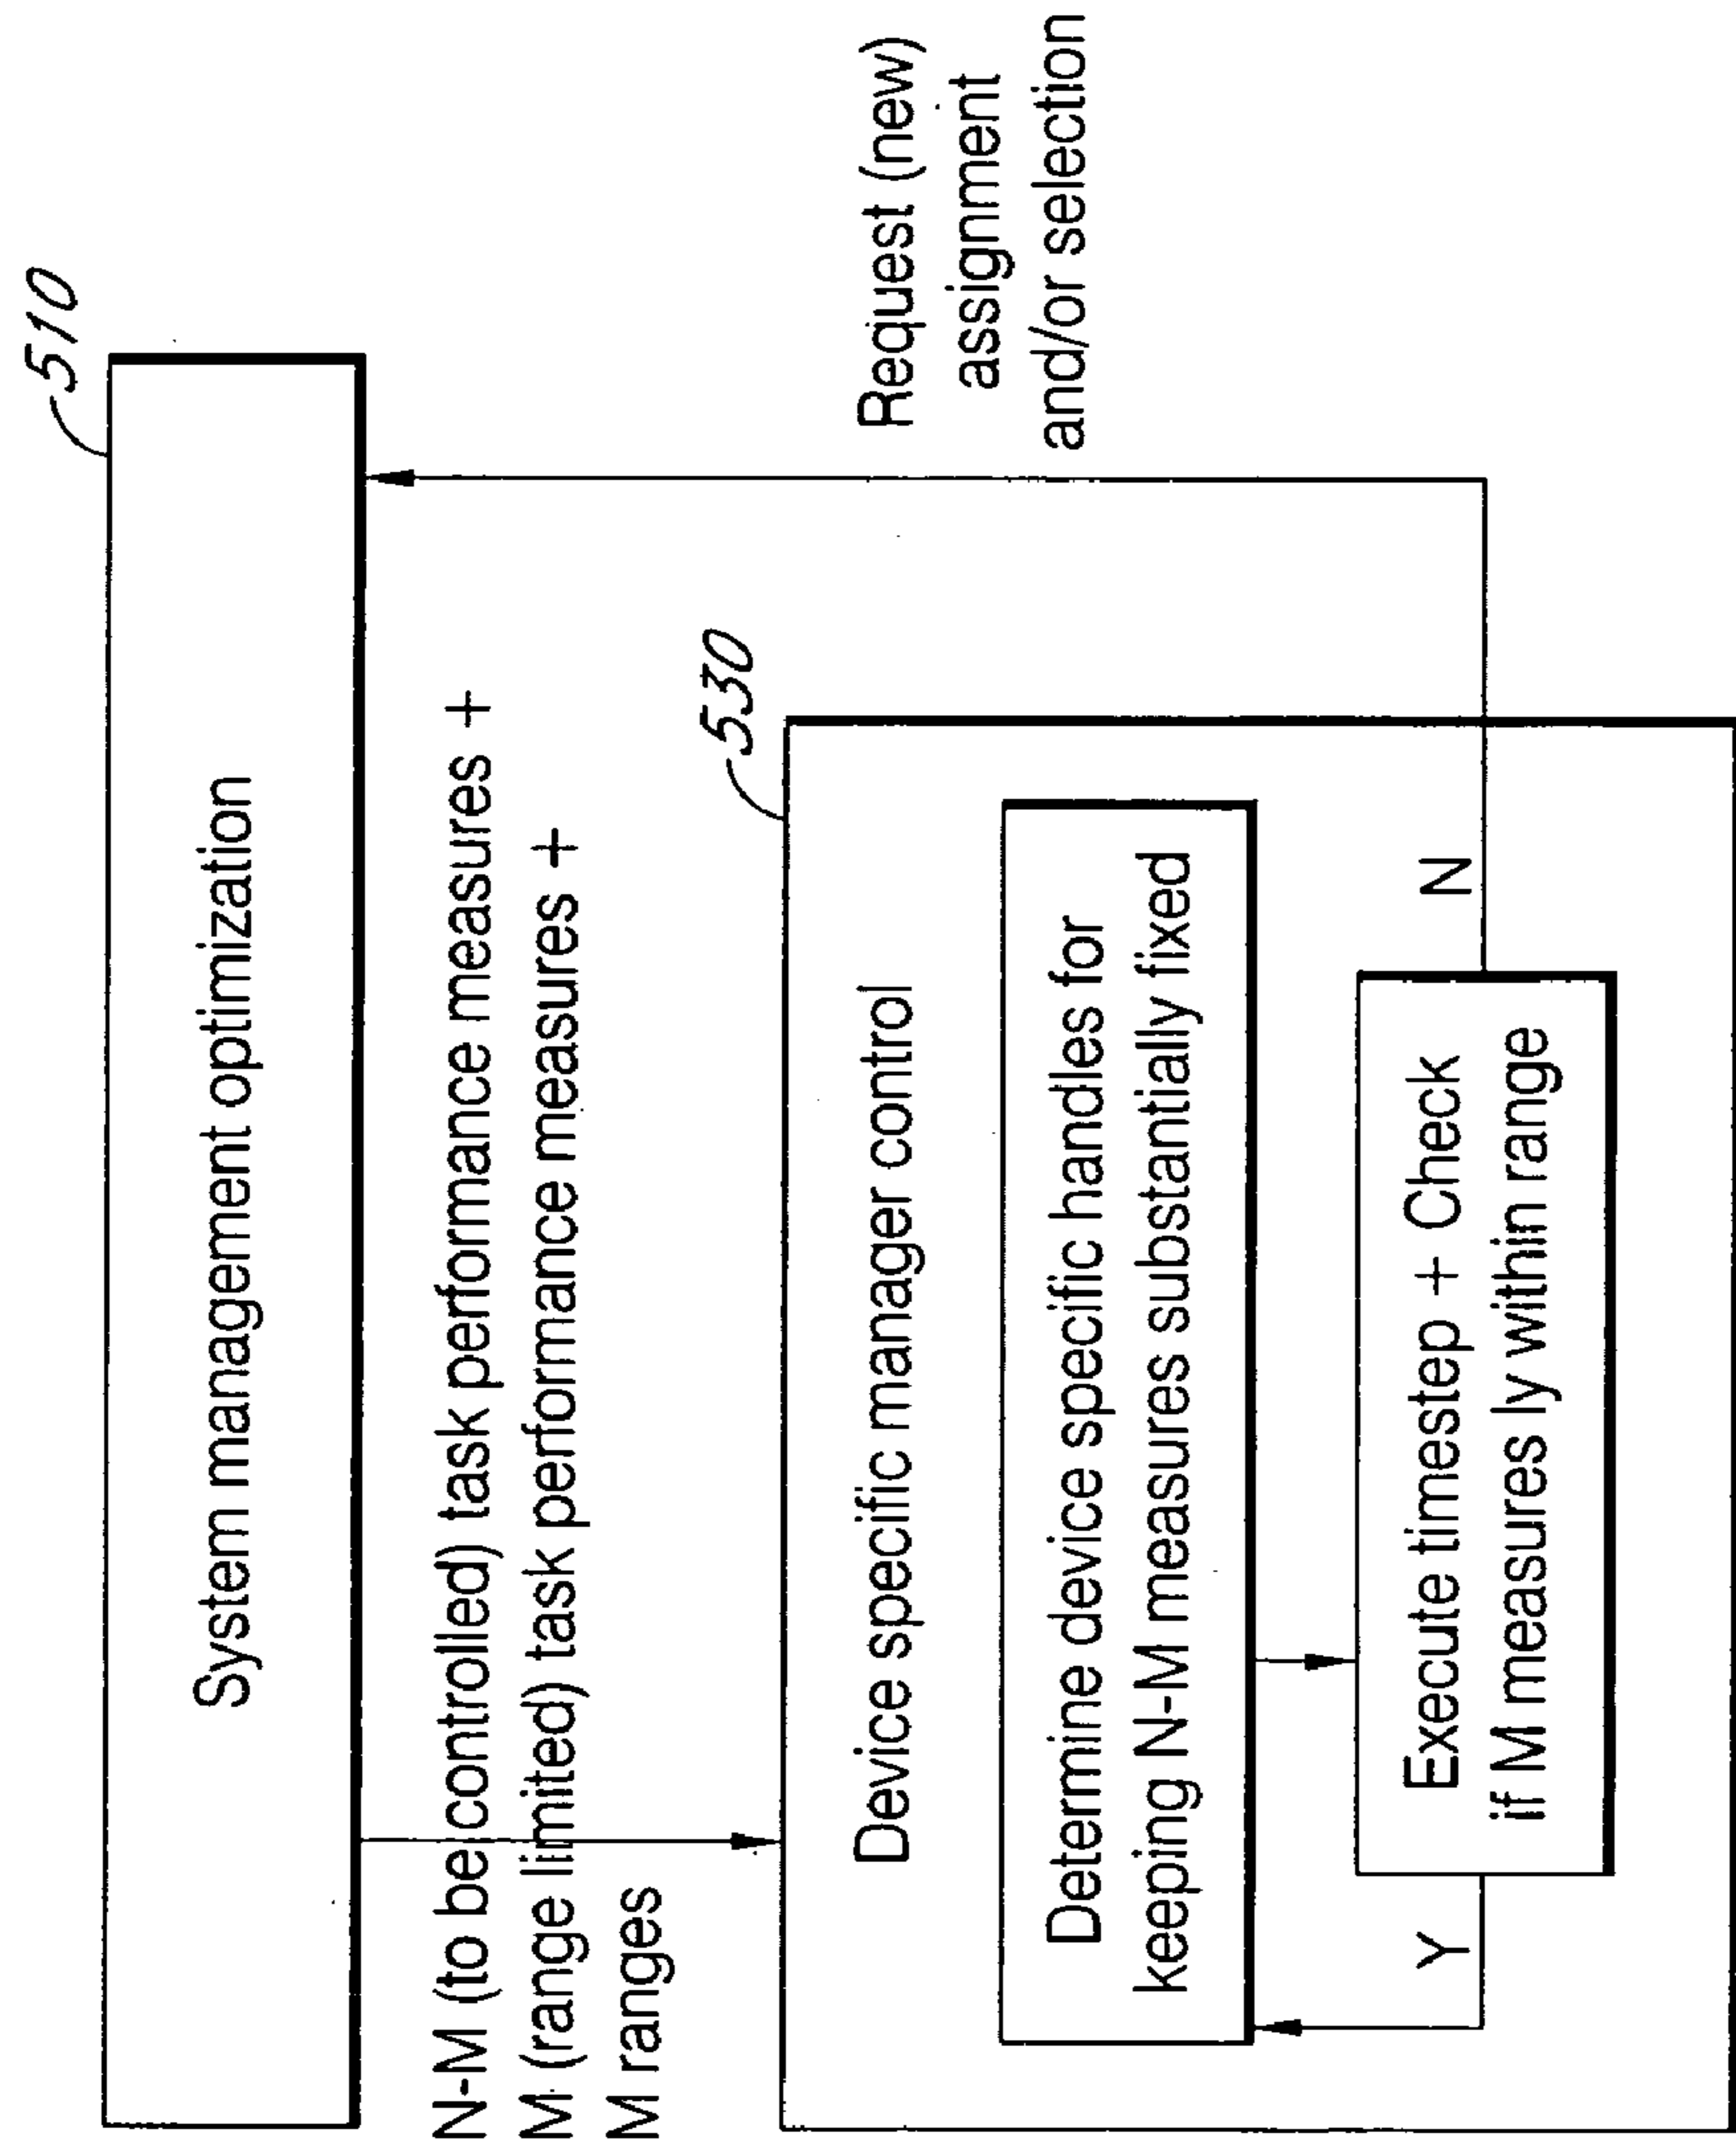 510
System management optimization
N-M (to be controlled) task performance measures +
M (range limited) task performance measures +
M ranges
Request (new)
assignment
and/or selection
530
Device specific manager control
Determine device specific handles for
keeping N-M measures substantially fixed
Y
Execute timestep + Check
if M measures ly within range
N